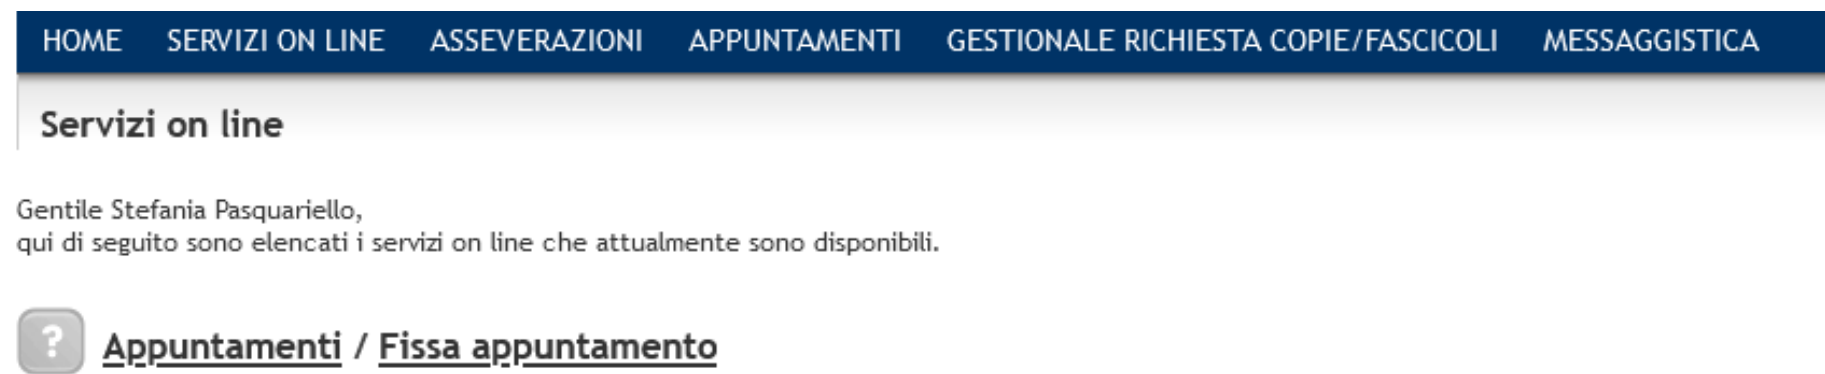 HOME SERVIZI ON LINE ASSEVERAZIONI APPUNTAMENTI GESTIONALE RICHIESTA COPIE/FASCICOLI MESSAGGISTICA
Servizi on line
Gentile Stefania Pasquariello,
qui di seguito sono elencati i servizi on line che attualmente sono disponibili.
? Appuntamenti / Fissa appuntamento